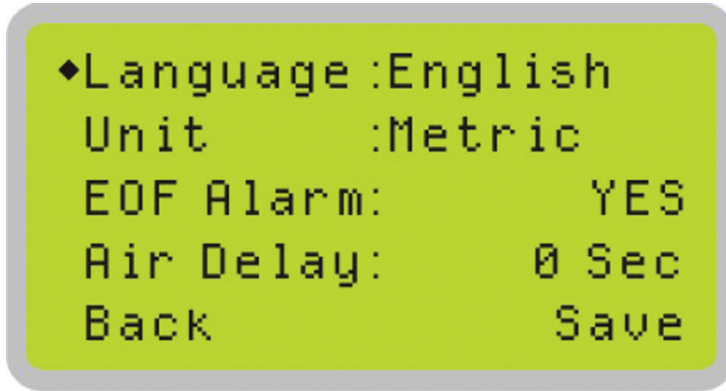 ◆Language:English
Unit :Metric
EOF Alarm: YES
Air Delay: 0 Sec
Back Save